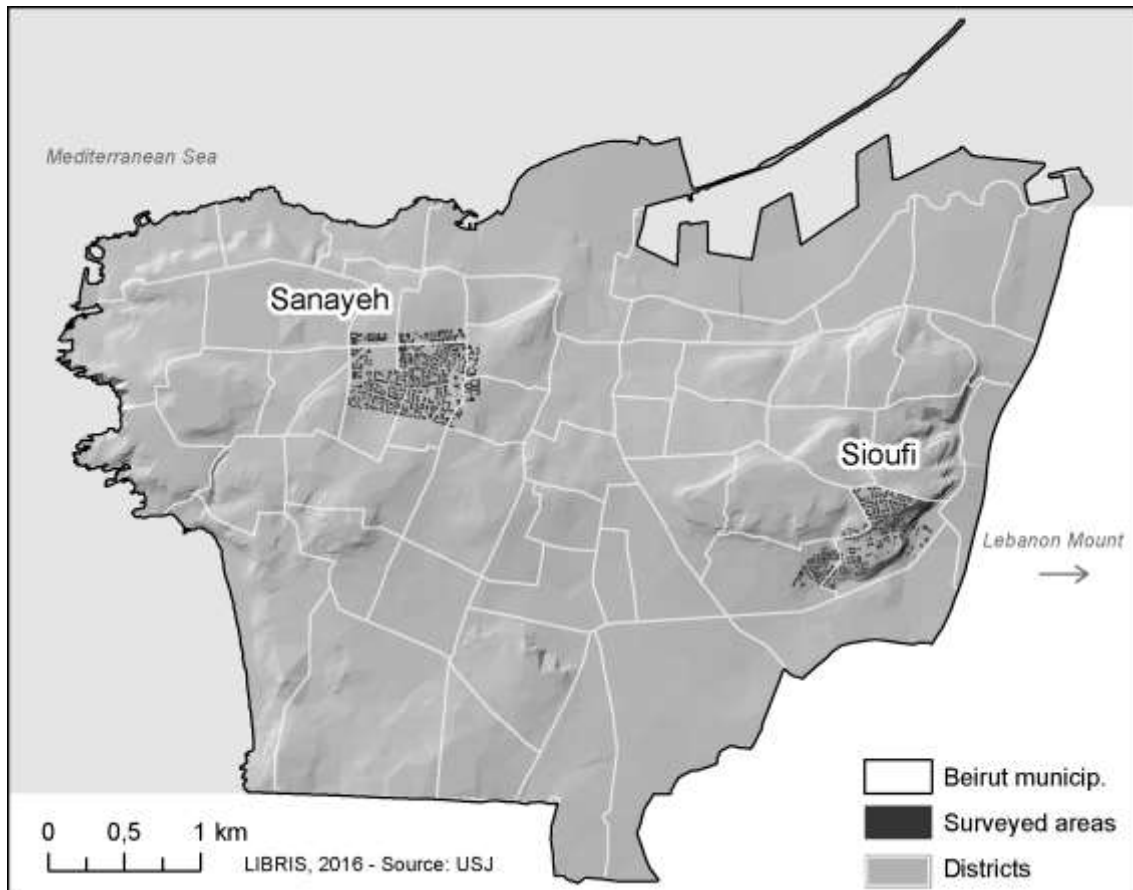 Mediterranean Sea
Sanayeh
Sioufi
Lebanon Mount
Beirut municip.
Surveyed areas
Districts
0 0,5 1 km
LIBRIS, 2016 - Source: USJ